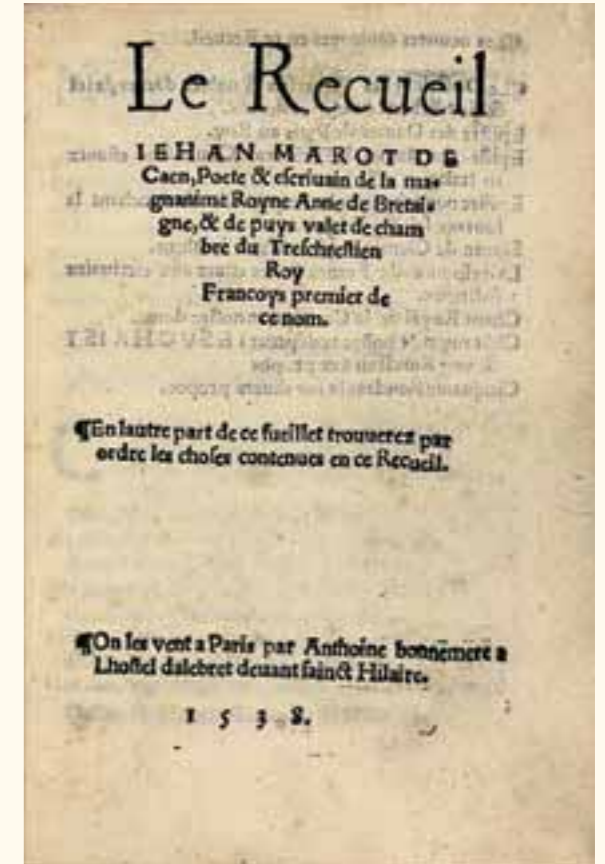 Le Recueil
IEHAN MAROT DE
Caen, Poete & escriuain de la ma-
gnanime Royne Anne de Bretai-
gne, & de puys valet de cham
bre du Treschrestien
Roy
Francoys premier de
ce nom.
¶En lautre part de ce fueillet trouuerez par
ordre les choses contenues en ce Recueil.
¶On les vent a Paris par Anthoine bonnemere a
Lhostel dalebret deuant sainct Hilaire.
1 5 3 8.